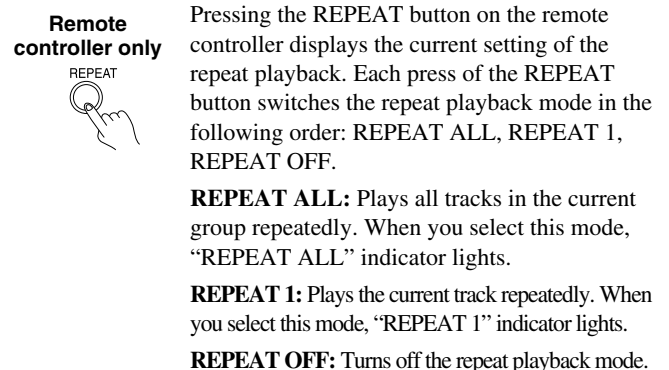 Remote
controller only
REPEAT
Pressing the REPEAT button on the remote
controller displays the current setting of the
repeat playback. Each press of the REPEAT
button switches the repeat playback mode in the
following order: REPEAT ALL, REPEAT 1,
REPEAT OFF.
REPEAT ALL: Plays all tracks in the current
group repeatedly. When you select this mode,
“REPEAT ALL” indicator lights.
REPEAT 1: Plays the current track repeatedly. When
you select this mode, “REPEAT 1” indicator lights.
REPEAT OFF: Turns off the repeat playback mode.